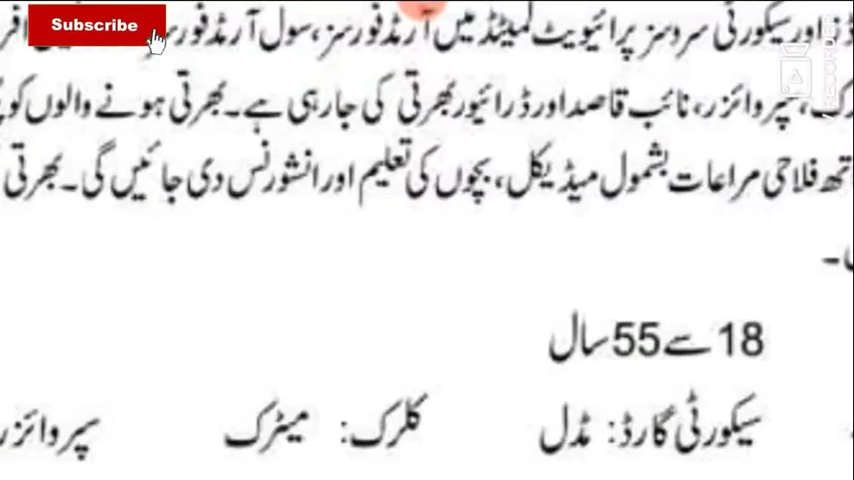 Subscribe
اور سیکورٹی سروسز پرائیویٹ لمیٹڈ میں آرمڈ فورسز، سول آرمڈ فورسز
سپروائزر، نائب قاصد اور ڈرائیور بھرتی کی جا رہی ہے۔ بھرتی ہونے والوں کو
فلاحی مراعات بشمول میڈیکل، بچوں کی تعلیم اور انشورنس دی جائیں گی۔ بھرتی
18 سے 55 سال
سیکورٹی گارڈ: مڈل کلرک: میٹرک سپروائزر
RECORDER